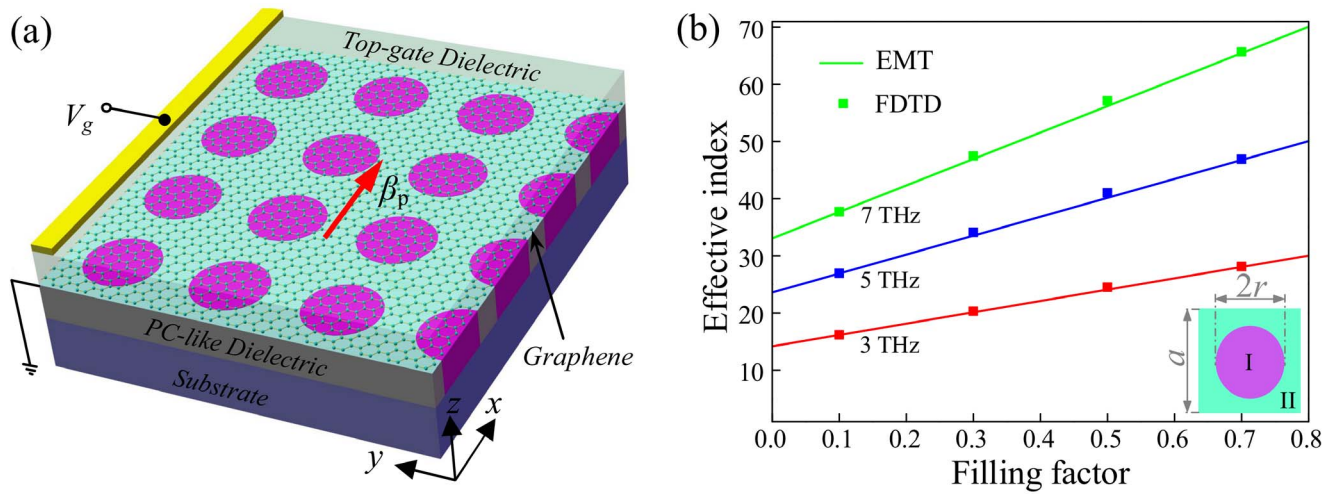 (a)
Top-gate Dielectric
V_g
β_p
PC-like Dielectric
Substrate
Graphene
z
x
y
(b)
Effective index
70
60
50
40
30
20
10
EMT
FDTD
7 THz
5 THz
3 THz
2r
a
I
II
0.0 0.1 0.2 0.3 0.4 0.5 0.6 0.7 0.8
Filling factor